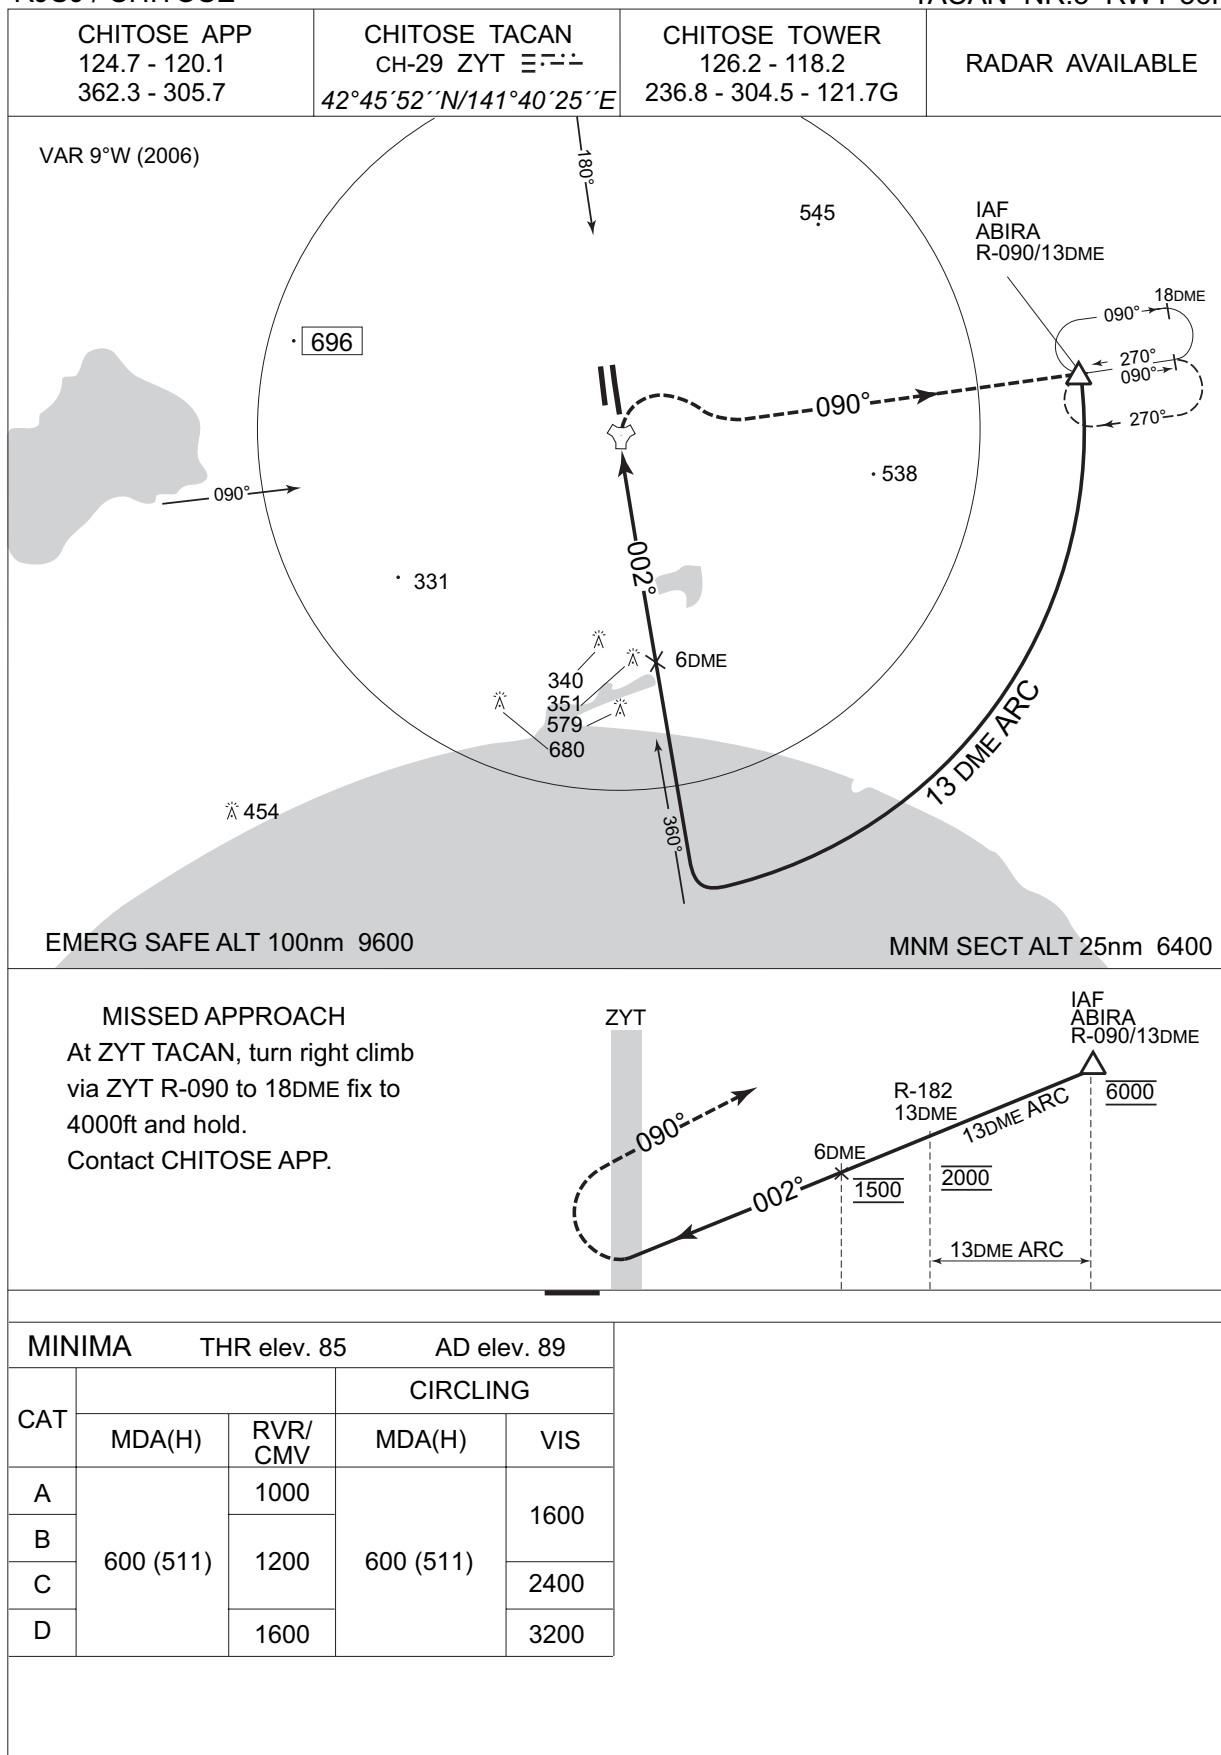 CHITOSE APP
124.7 - 120.1
362.3 - 305.7
CHITOSE TACAN
CH-29 ZYT
42°45´52´´N/141°40´25´´E
CHITOSE TOWER
126.2 - 118.2
236.8 - 304.5 - 121.7G
RADAR AVAILABLE
VAR 9°W (2006)
180°
545
IAF
ABIRA
R-090/13DME
18DME
090°
270°
090°
270°
696
090°
538
090°
002°
331
6DME
340
351
579
680
13 DME ARC
360°
454
EMERG SAFE ALT 100nm 9600
MNM SECT ALT 25nm 6400
MISSED APPROACH
At ZYT TACAN, turn right climb
via ZYT R-090 to 18DME fix to
4000ft and hold.
Contact CHITOSE APP.
ZYT
IAF
ABIRA
R-090/13DME
6000
R-182
13DME
13DME ARC
090°
6DME
2000
1500
002°
13DME ARC
MINIMA THR elev. 85 AD elev. 89
CAT
CIRCLING
MDA(H)
RVR/
CMV
MDA(H)
VIS
A
1000
1600
B
600 (511)
1200
600 (511)
C
2400
D
1600
3200